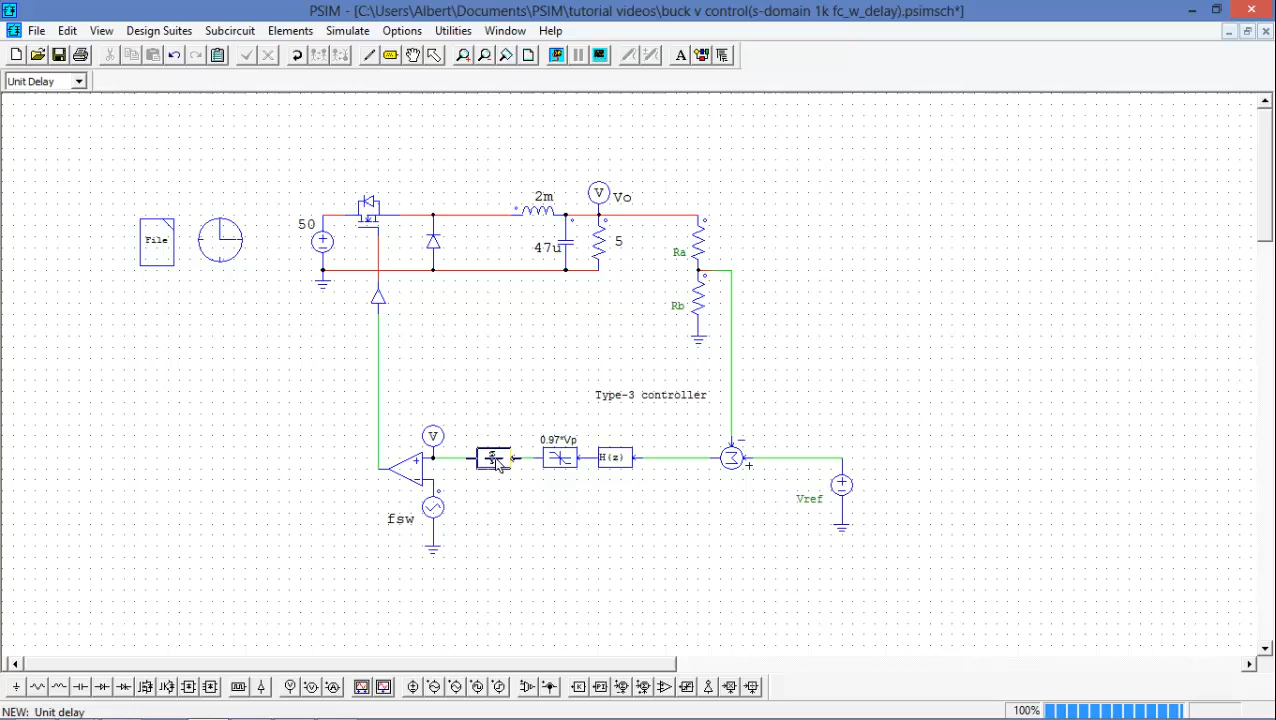 PSIM - [C:\Users\Albert\Documents\PSIM\tutorial videos\buck v control(s-domain 1k fc_w_delay).psimsch*]
File Edit View Design Suites Subcircuit Elements Simulate Options Utilities Window Help
Unit Delay
2m
V
Vo
50
File
47u
5
Ra
Rb
Type-3 controller
V
0.97*Vp
H(z)
Σ
Vref
fsw
NEW: Unit delay
100%